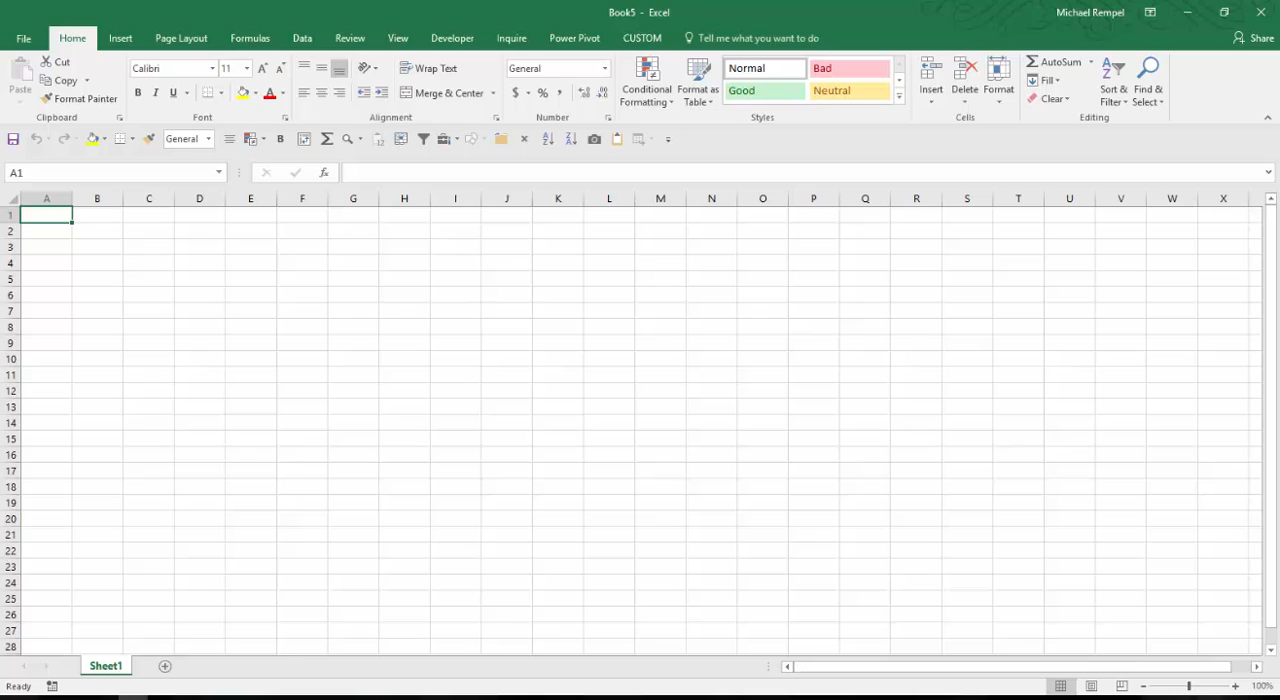 Book5 - Excel
Michael Rempel
File Home Insert Page Layout Formulas Data Review View Developer Inquire Power Pivot CUSTOM Tell me what you want to do Share
Paste
Cut
Copy
Format Painter
Clipboard
Calibri 11
B I U A
Font
Wrap Text
Merge & Center
Alignment
General
$ % ,
Number
Conditional Formatting
Format as Table
Normal Bad
Good Neutral
Styles
Insert Delete Format
Cells
AutoSum
Fill
Clear
Sort & Filter
Find & Select
Editing
General B
A1 fx
A B C D E F G H I J K L M N O P Q R S T U V W X
1
2
3
4
5
6
7
8
9
10
11
12
13
14
15
16
17
18
19
20
21
22
23
24
25
26
27
28
Sheet1
Ready 100%